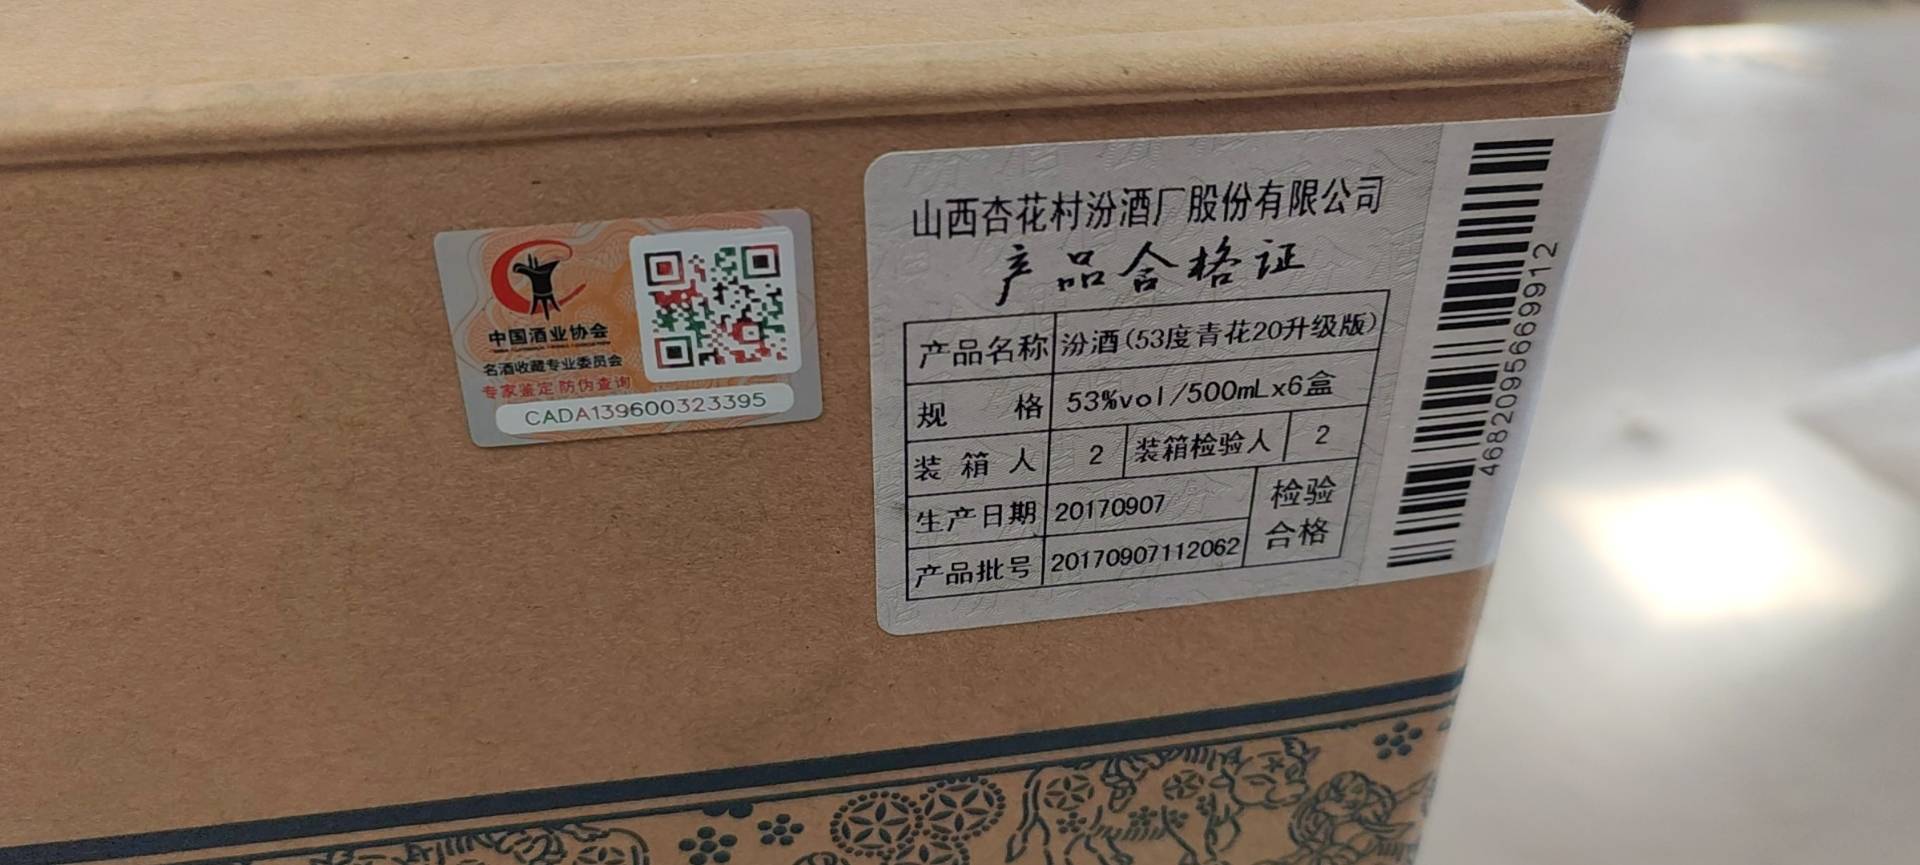 中国酒业协会
名酒收藏专业委员会
专家鉴定 防伪查询
CADA139600323395
山西杏花村汾酒厂股份有限公司
产品合格证
产品名称 汾酒(53度青花20升级版)
规 格 53%vol/500mLx6盒
装箱人 2 装箱检验人 2
生产日期 20170907 检验
产品批号 20170907112062 合格
4682095669912